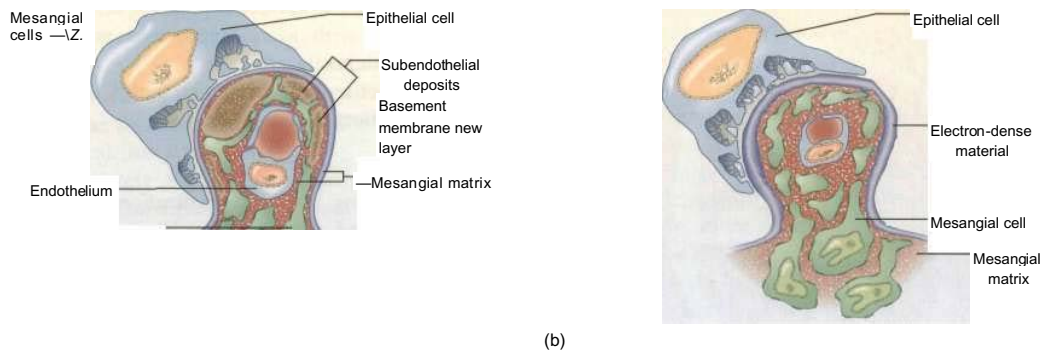 Mesangial
cells —\Z.
Epithelial cell
Subendothelial
deposits
Basement
membrane new
layer
—Mesangial matrix
Endothelium
Epithelial cell
Electron-dense
material
Mesangial cell
Mesangial
matrix
(b)